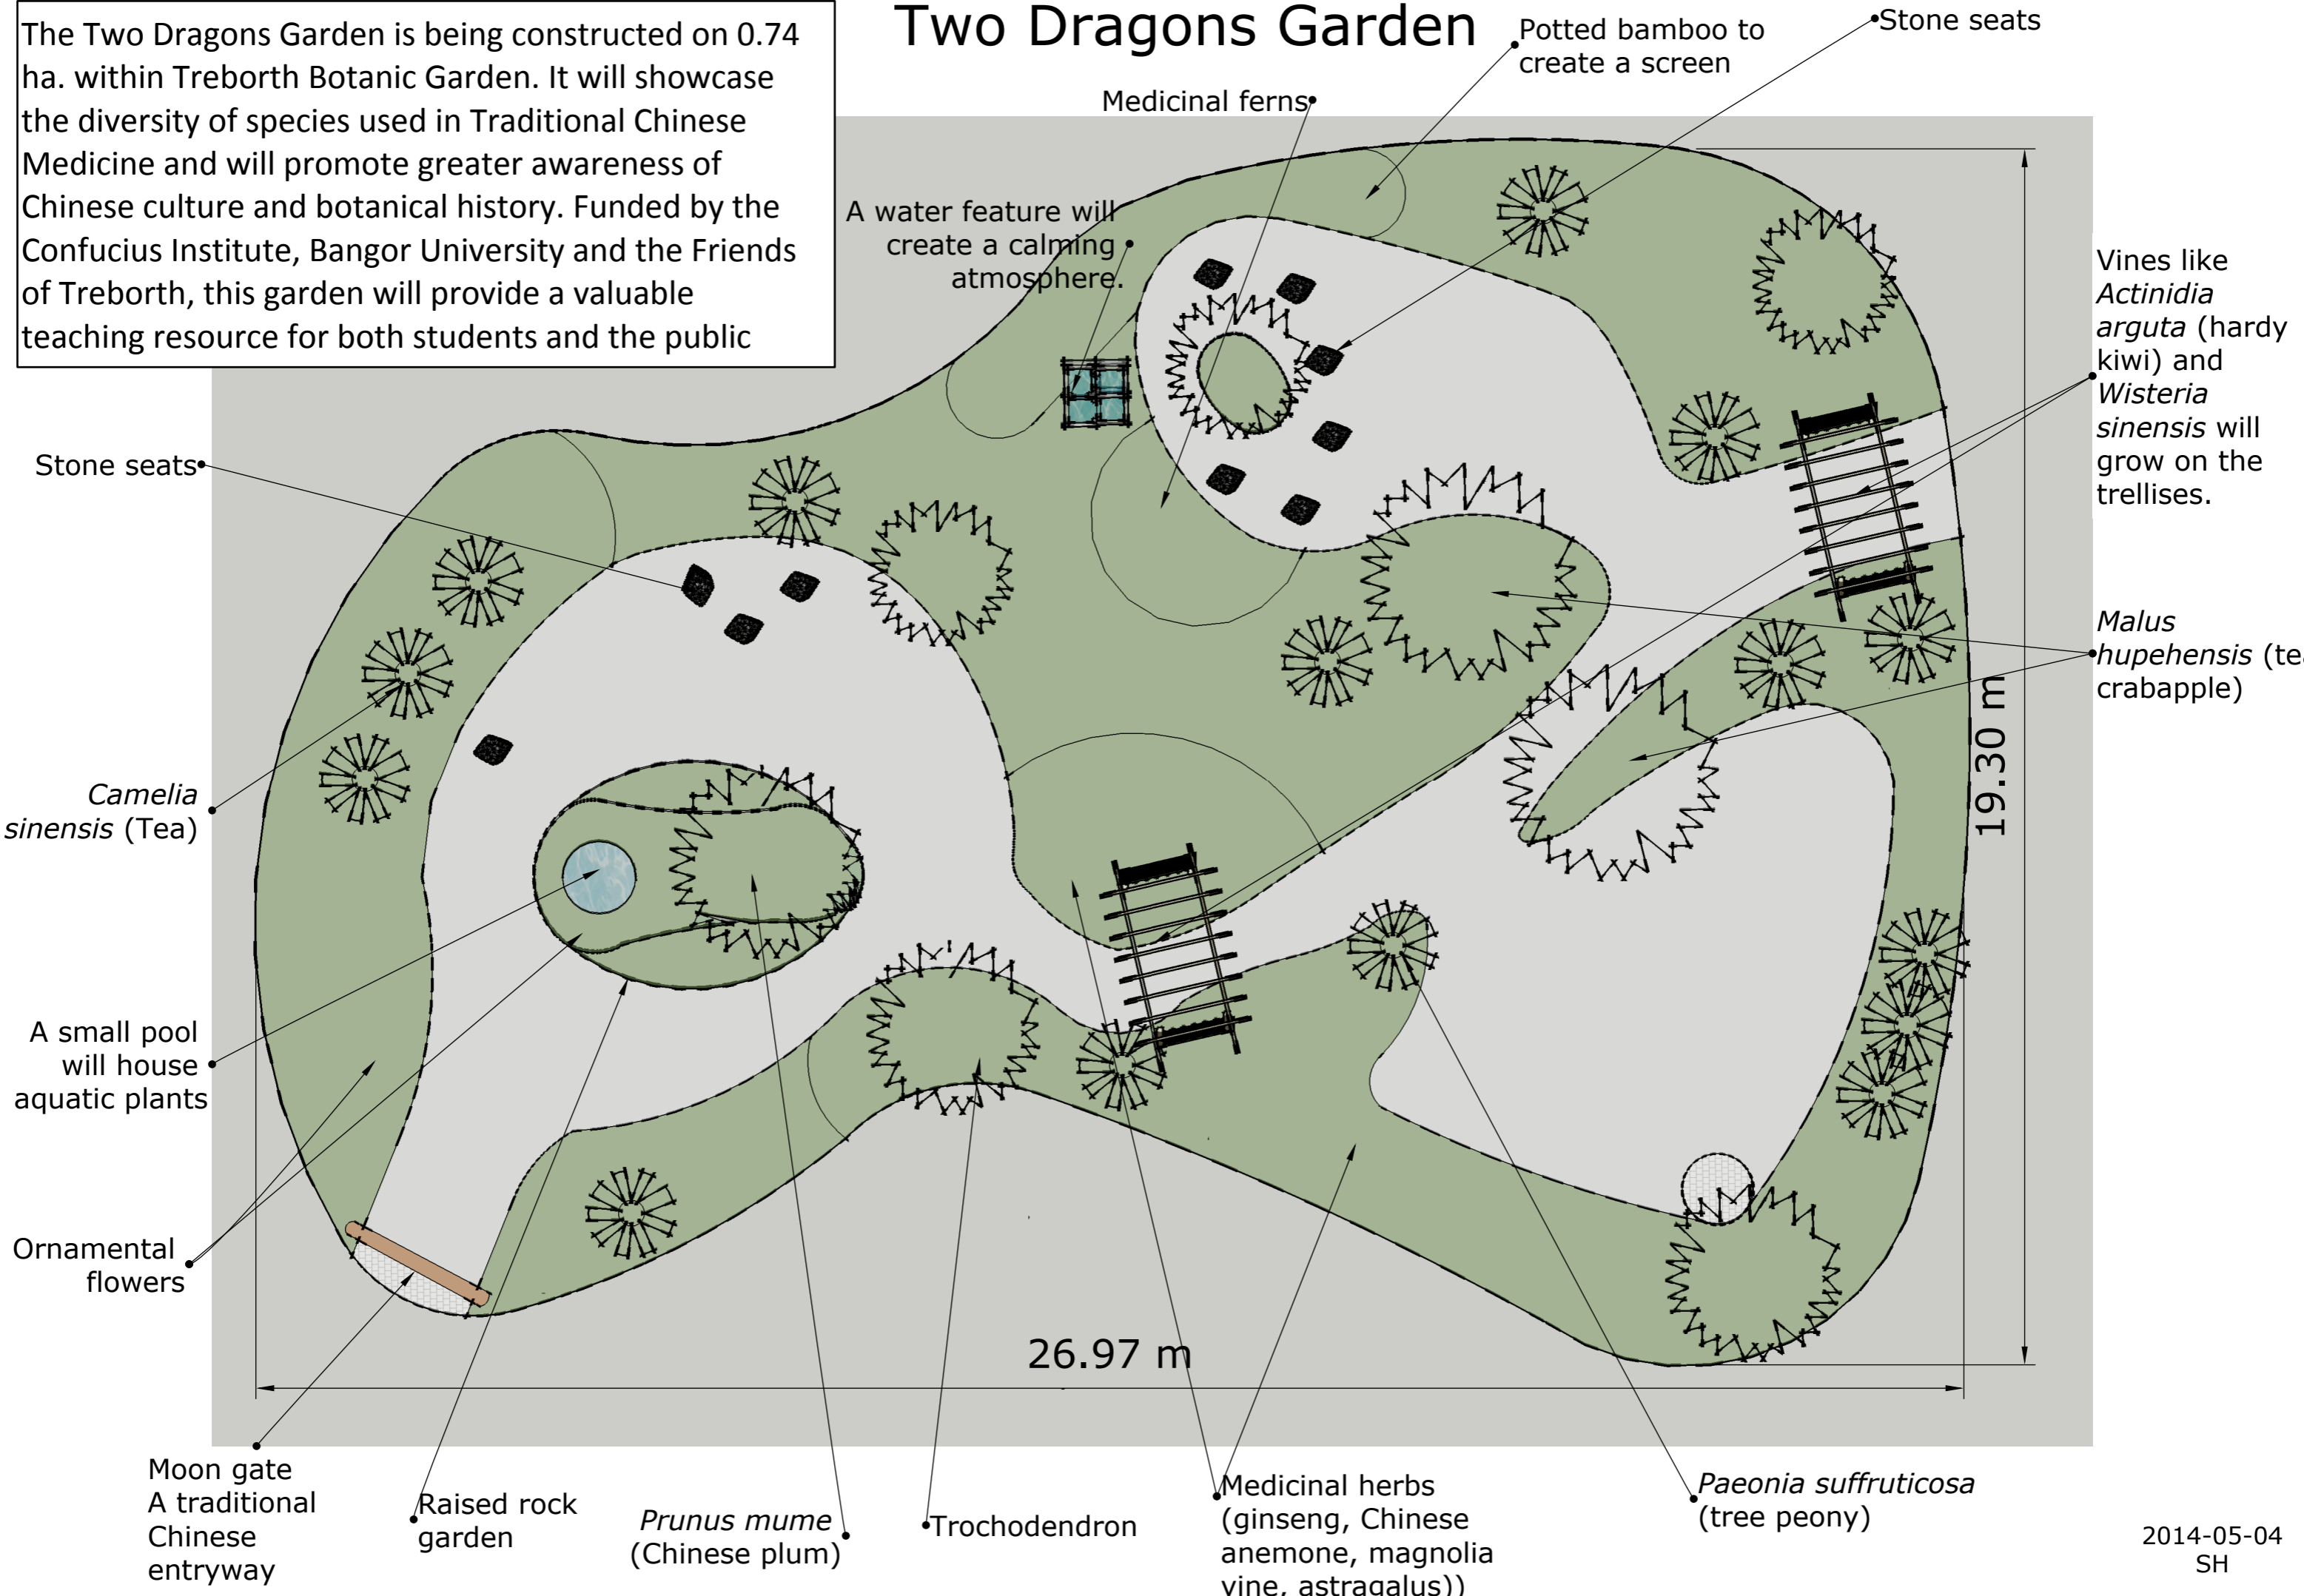 Two Dragons Garden
The Two Dragons Garden is being constructed on 0.74
ha. within Treborth Botanic Garden. It will showcase
the diversity of species used in Traditional Chinese
Medicine and will promote greater awareness of
Chinese culture and botanical history. Funded by the
Confucius Institute, Bangor University and the Friends
of Treborth, this garden will provide a valuable
teaching resource for both students and the public
Potted bamboo to
create a screen
Stone seats
Medicinal ferns
A water feature will
create a calming
atmosphere.
Vines like
Actinidia
arguta (hardy
kiwi) and
Wisteria
sinensis will
grow on the
trellises.
Stone seats
Malus
hupehensis (tea
crabapple)
19.30 m
Camelia
sinensis (Tea)
A small pool
will house
aquatic plants
Ornamental
flowers
26.97 m
Moon gate
A traditional
Chinese
entryway
Raised rock
garden
Prunus mume
(Chinese plum)
Trochodendron
Medicinal herbs
(ginseng, Chinese
anemone, magnolia
vine, astragalus))
Paeonia suffruticosa
(tree peony)
2014-05-04
SH